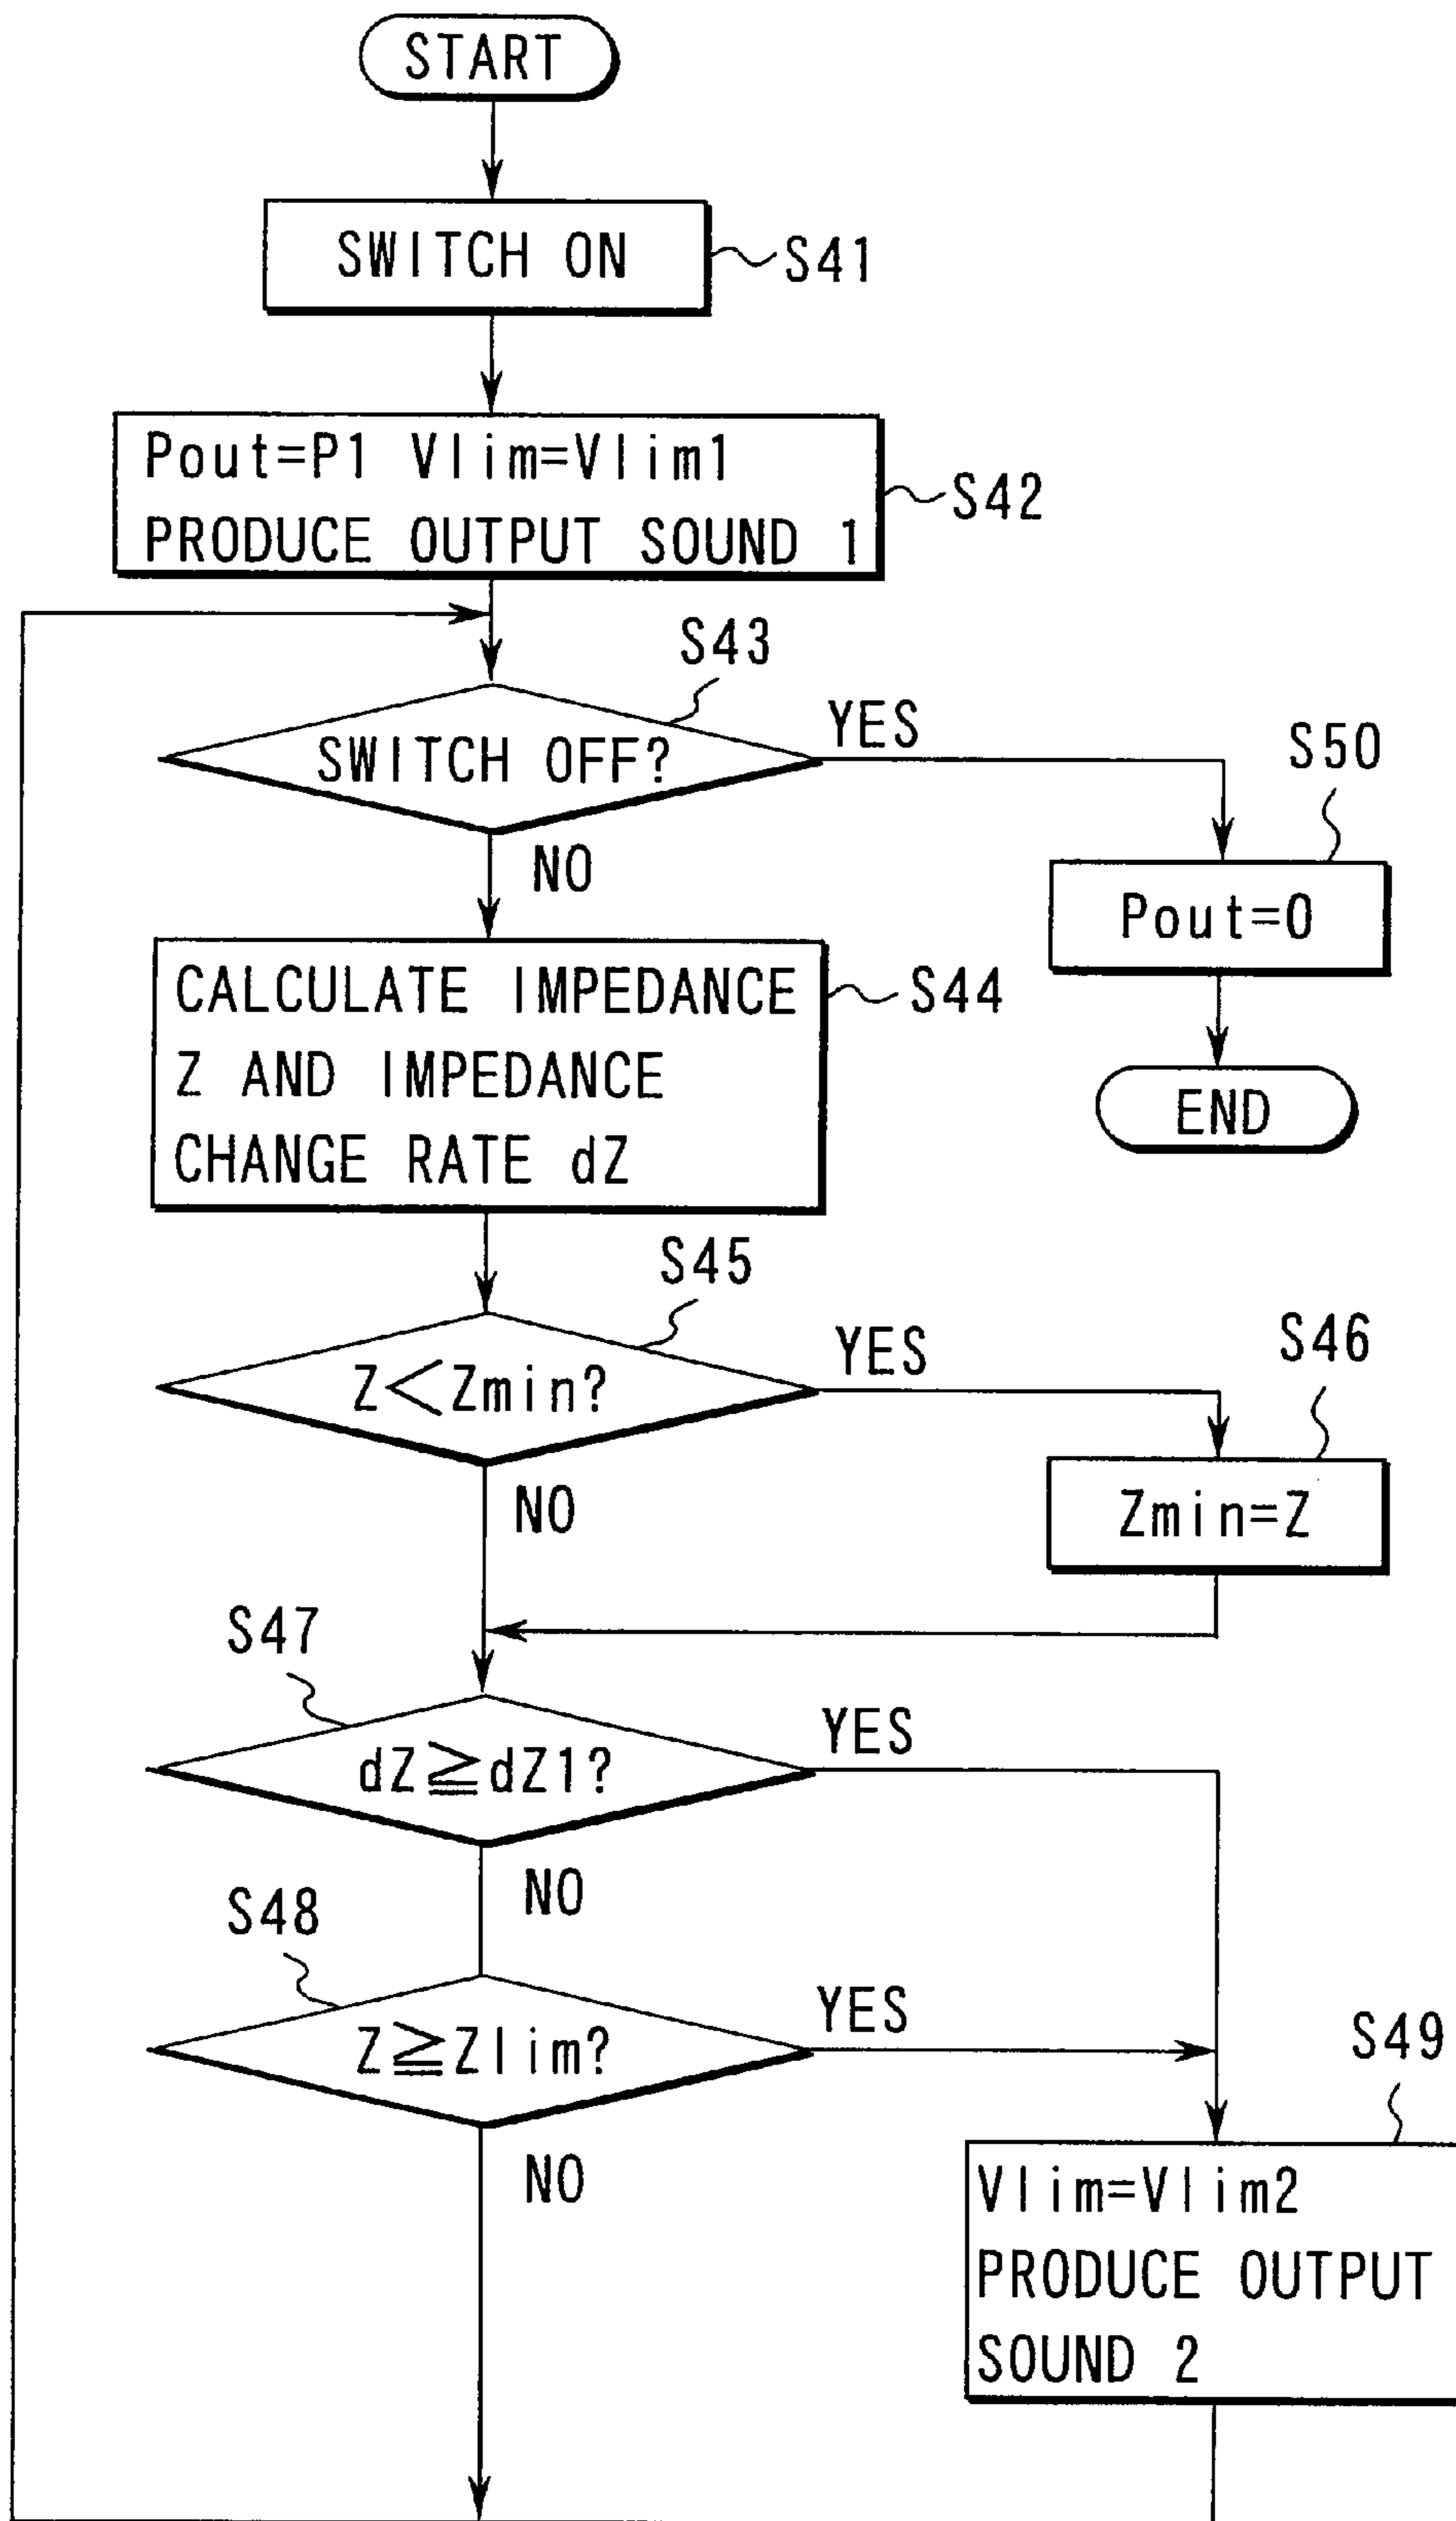 START
SWITCH ON
S41
Pout=P1 Vlim=Vlim1
PRODUCE OUTPUT SOUND 1
S42
S43
SWITCH OFF?
YES
NO
S50
Pout=0
END
CALCULATE IMPEDANCE
Z AND IMPEDANCE
CHANGE RATE dZ
S44
S45
Z<Zmin?
YES
NO
S46
Zmin=Z
S47
dZ≧dZ1?
YES
NO
S48
Z≧Zlim?
YES
NO
S49
Vlim=Vlim2
PRODUCE OUTPUT
SOUND 2